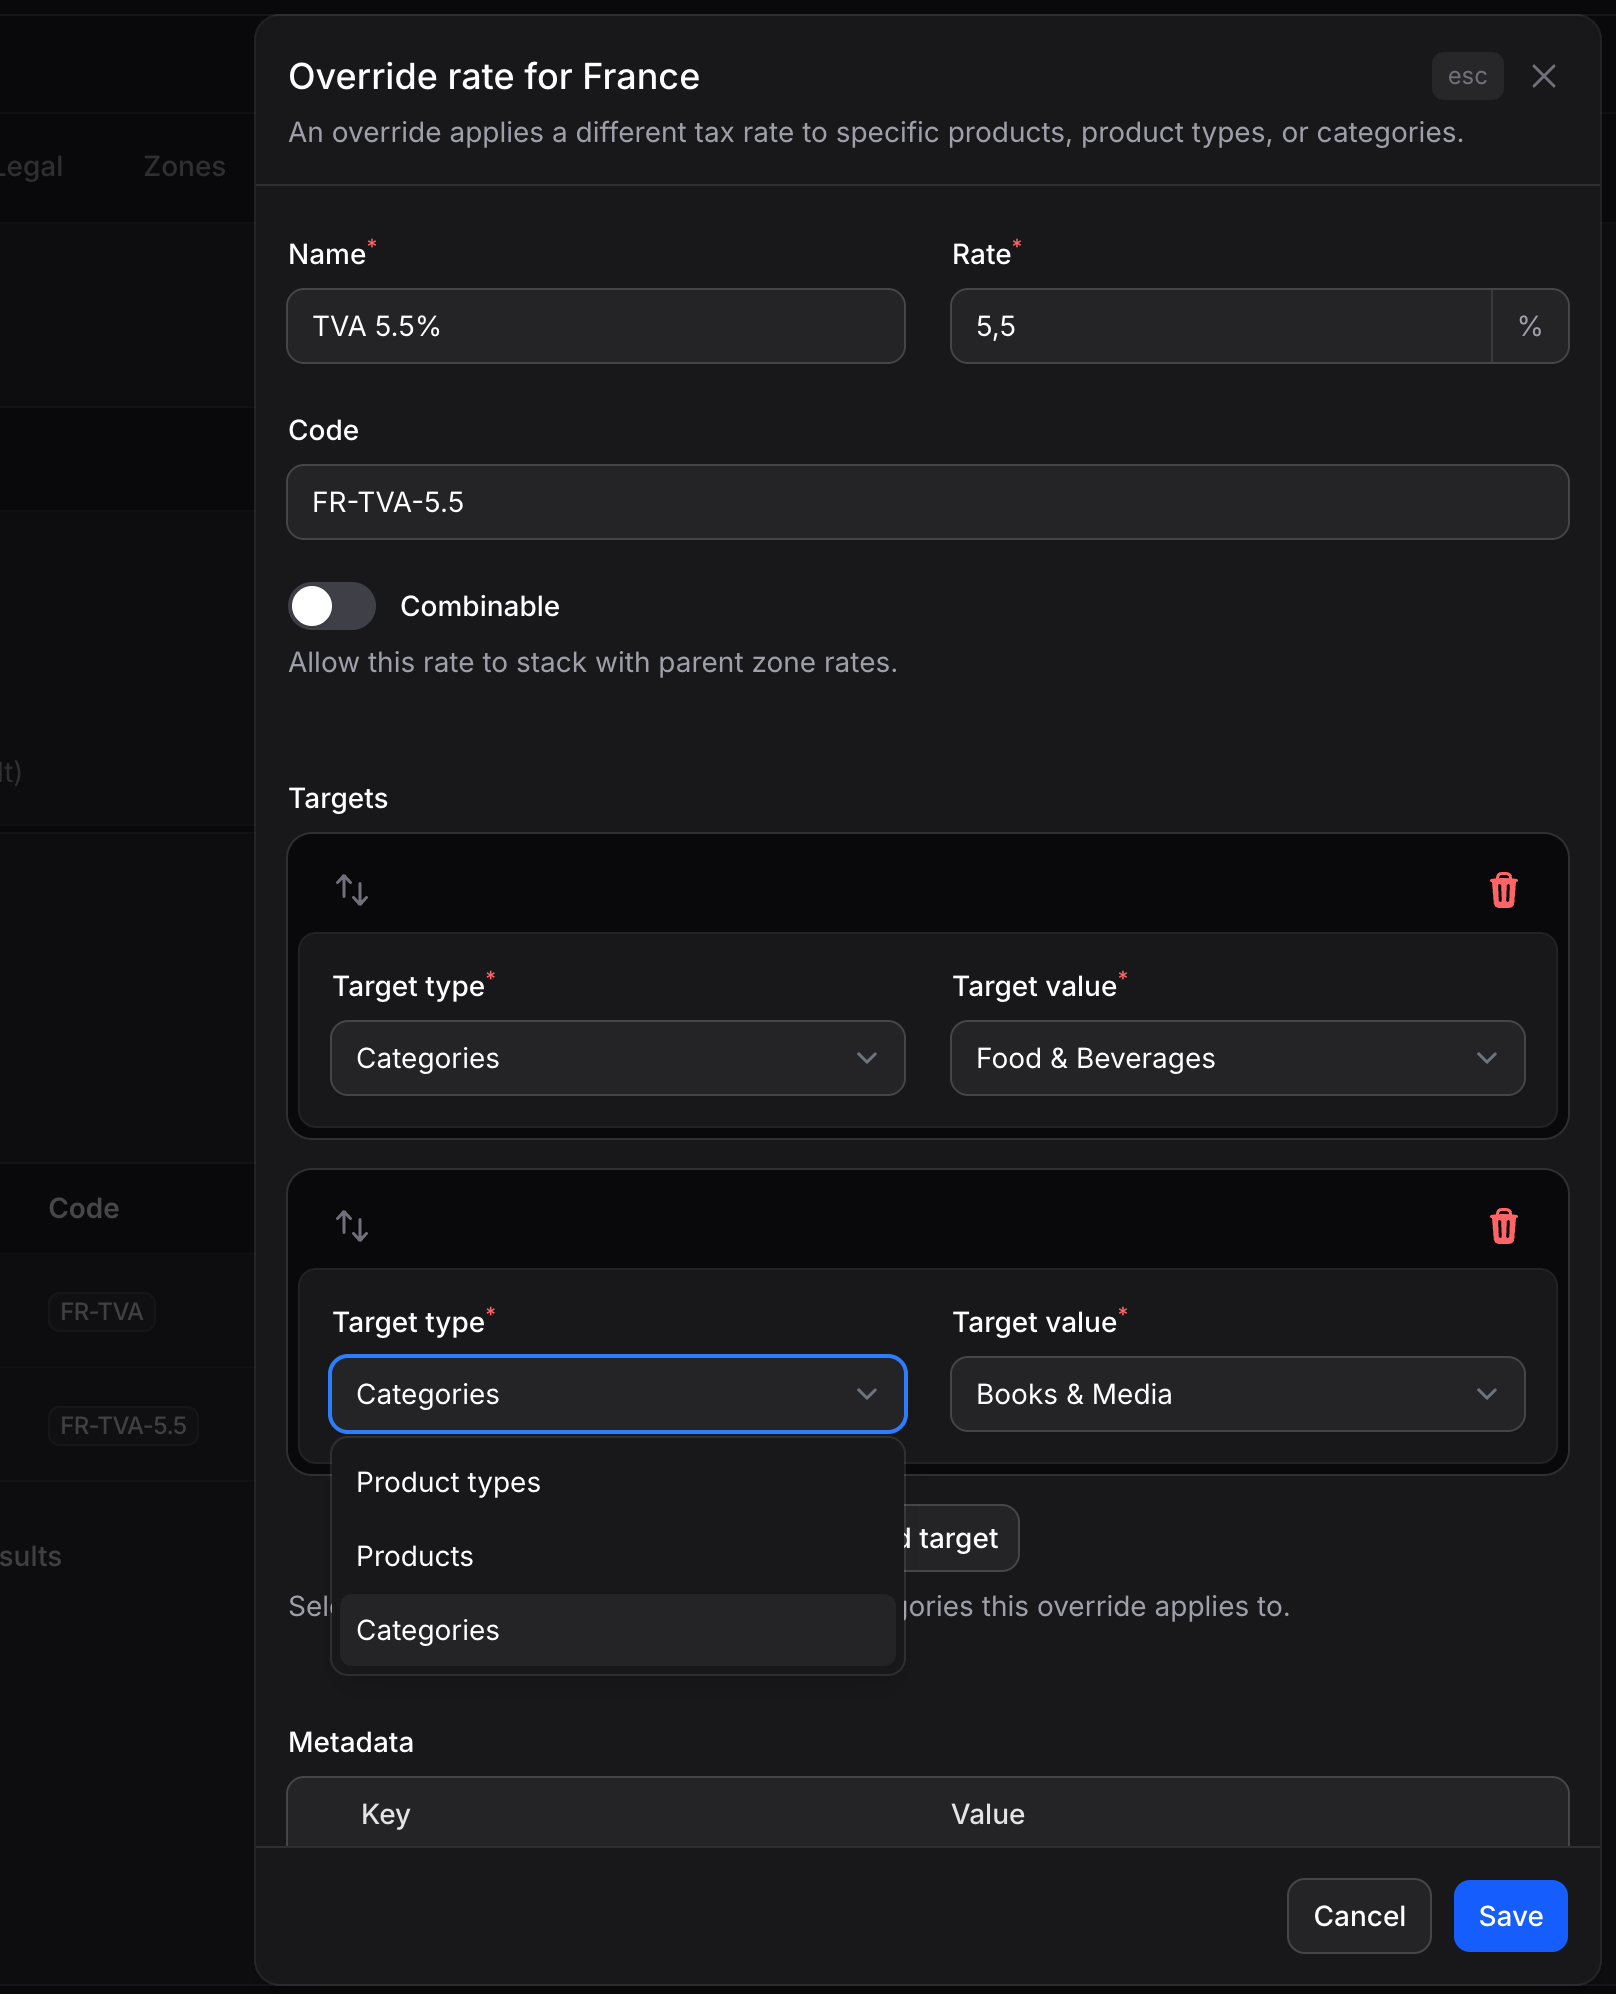 Override rate for France
esc
An override applies a different tax rate to specific products, product types, or categories.
Legal
Zones
Name*
Rate*
TVA 5.5%
5,5
%
Code
FR-TVA-5.5
Combinable
Allow this rate to stack with parent zone rates.
lt)
Targets
Target type*
Target value*
Categories
Food & Beverages
Code
FR-TVA
FR-TVA-5.5
Target type*
Target value*
Categories
Books & Media
Product types
Products
Categories
target
this override applies to.
Metadata
Key
Value
Cancel
Save